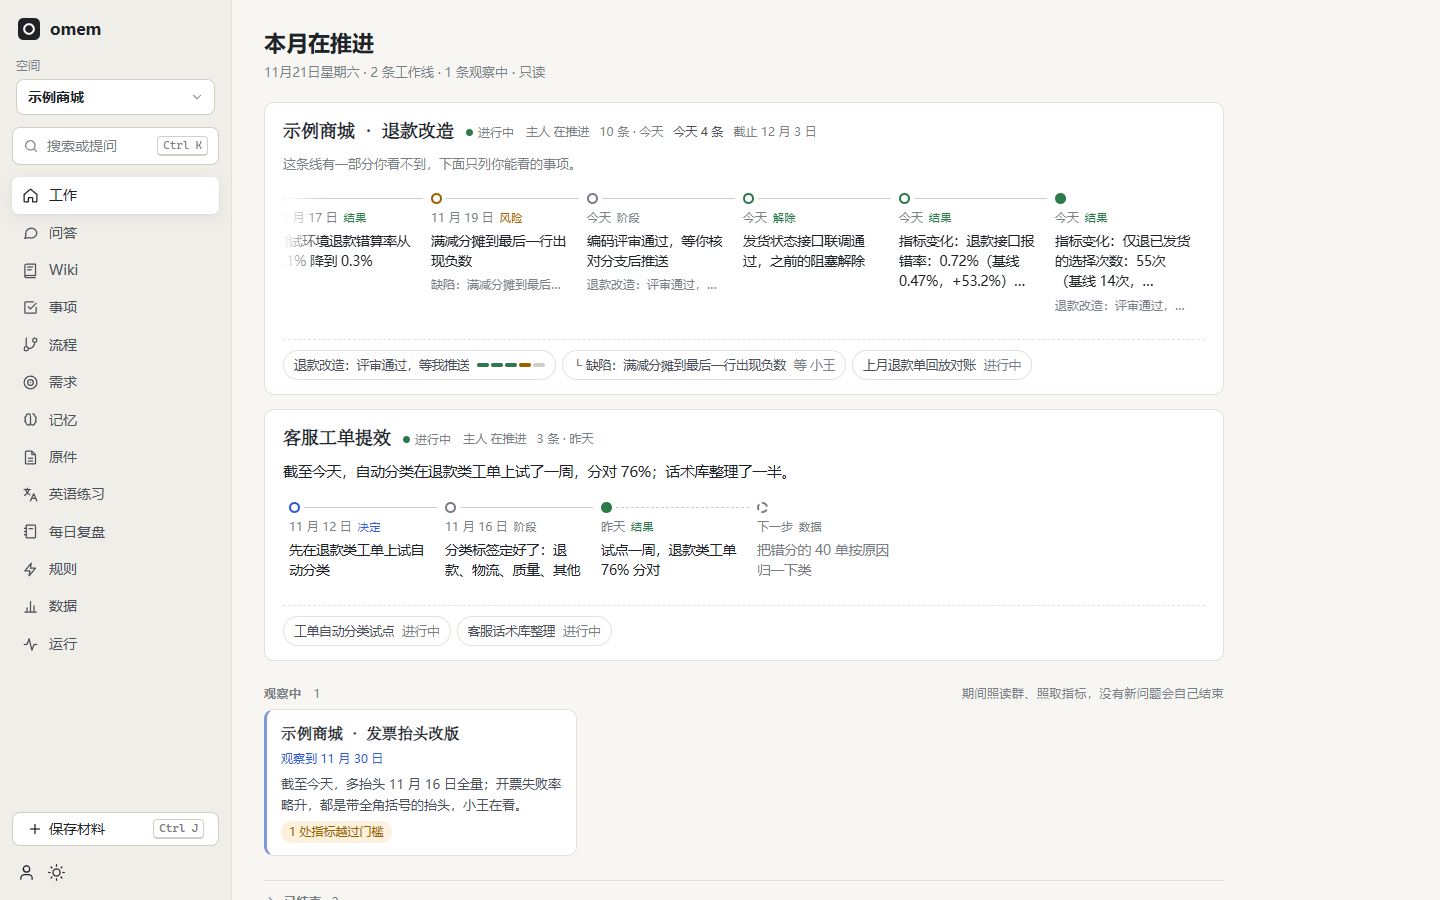 omem
空间
示例商城
搜索或提问 Ctrl K
工作
问答
Wiki
事项
流程
需求
记忆
原件
英语练习
每日复盘
规则
数据
运行
保存材料 Ctrl J
本月在推进
11月21日星期六 · 2 条工作线 · 1 条观察中 · 只读
示例商城 · 退款改造 进行中 主人 在推进 10 条 · 今天 今天 4 条 截止 12 月 3 日
这条线有一部分你看不到，下面只列你能看的事项。
月 17 日 结果
试环境退款错算率从
1% 降到 0.3%
11 月 19 日 风险
满减分摊到最后一行出
现负数
缺陷：满减分摊到最后…
今天 阶段
编码评审通过，等你核
对分支后推送
退款改造：评审通过，…
今天 解除
发货状态接口联调通
过，之前的阻塞解除
今天 结果
指标变化：退款接口报
错率：0.72%（基线
0.47%，+53.2%）…
今天 结果
指标变化：仅退已发货
的选择次数：55次
（基线 14次，…
退款改造：评审通过，…
退款改造：评审通过，等我推送
└ 缺陷：满减分摊到最后一行出现负数 等 小王
上月退款单回放对账 进行中
客服工单提效 进行中 主人 在推进 3 条 · 昨天
截至今天，自动分类在退款类工单上试了一周，分对 76%；话术库整理了一半。
11 月 12 日 决定
先在退款类工单上试自
动分类
11 月 16 日 阶段
分类标签定好了：退
款、物流、质量、其他
昨天 结果
试点一周，退款类工单
76% 分对
下一步 数据
把错分的 40 单按原因
归一下类
工单自动分类试点 进行中
客服话术库整理 进行中
观察中 1
期间照读群、照取指标，没有新问题会自己结束
示例商城 · 发票抬头改版
观察到 11 月 30 日
截至今天，多抬头 11 月 16 日全量；开票失败率
略升，都是带全角括号的抬头，小王在看。
1 处指标越过门槛